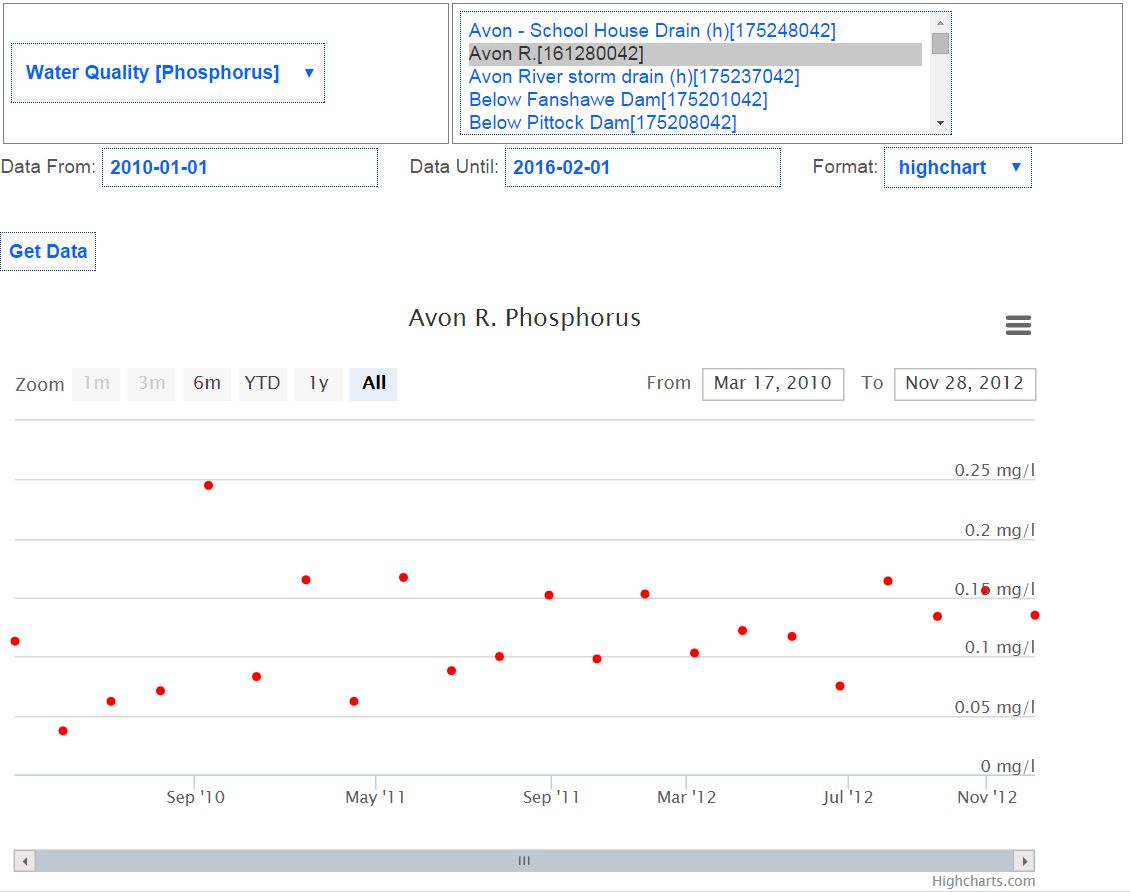 Water Quality [Phosphorus] ▼
Avon - School House Drain (h)[175248042]
Avon R.[161280042]
Avon River storm drain (h)[175237042]
Below Fanshawe Dam[175201042]
Below Pittock Dam[175208042]
Data From: 2010-01-01 Data Until: 2016-02-01 Format: highchart ▼
Get Data
Avon R. Phosphorus
Zoom 1m 3m 6m YTD 1y All From Mar 17, 2010 To Nov 28, 2012
0.25 mg/l
0.2 mg/l
0.15 mg/l
0.1 mg/l
0.05 mg/l
0 mg/l
Sep '10 May '11 Sep '11 Mar '12 Jul '12 Nov '12
Highcharts.com